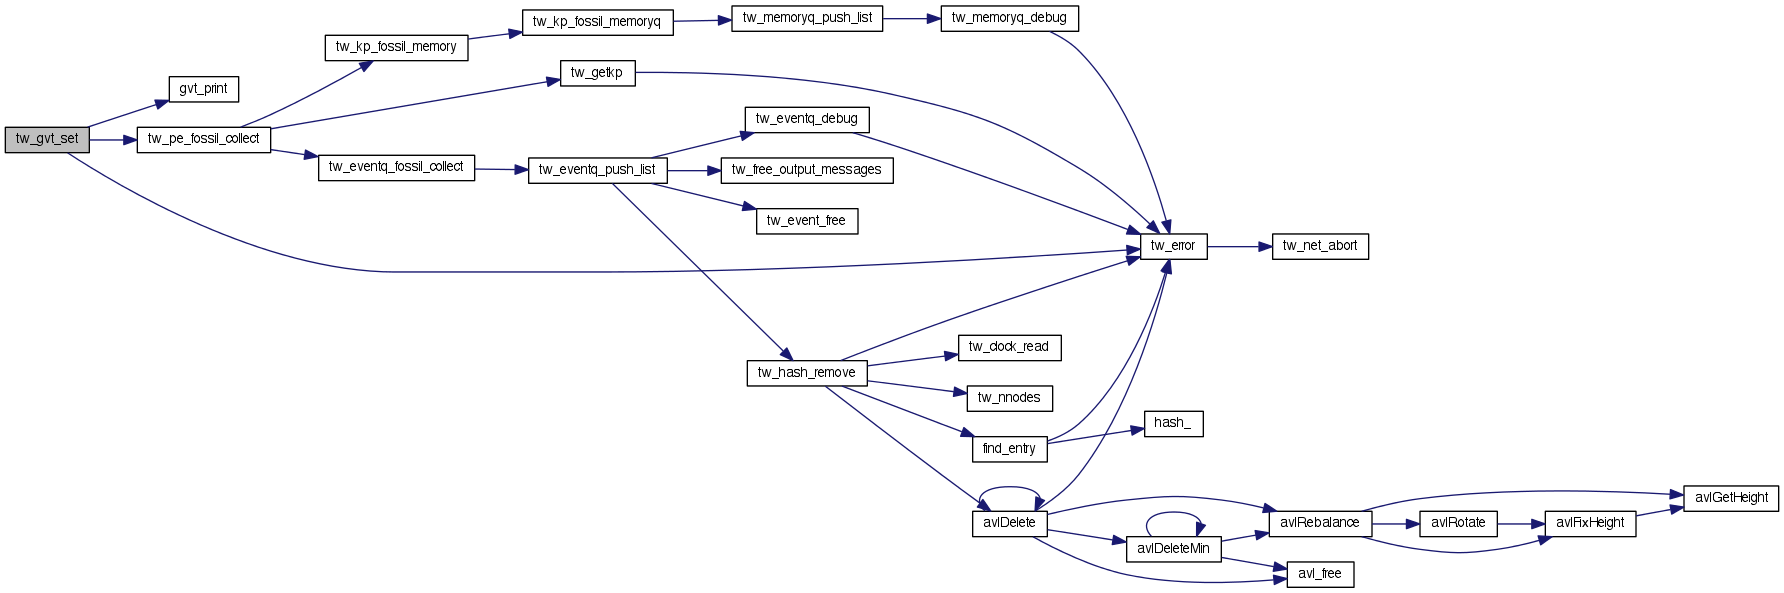 tw_gvt_set
gvt_print
tw_pe_fossil_collect
tw_kp_fossil_memory
tw_kp_fossil_memoryq
tw_memoryq_push_list
tw_memoryq_debug
tw_getkp
tw_eventq_fossil_collect
tw_eventq_push_list
tw_eventq_debug
tw_free_output_messages
tw_event_free
tw_error
tw_net_abort
tw_hash_remove
tw_clock_read
tw_nnodes
find_entry
hash_
avlDelete
avlDeleteMin
avlRebalance
avlRotate
avlFixHeight
avlGetHeight
avl_free